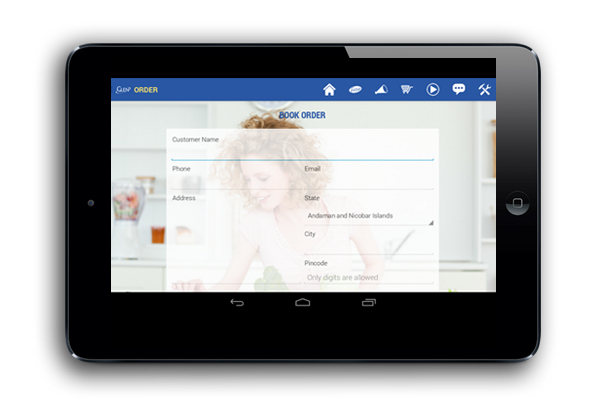 ORDER
BOOK ORDER
Customer Name
Phone Email
Address State
Andaman and Nicobar Islands
City
Pincode
Only digits are allowed